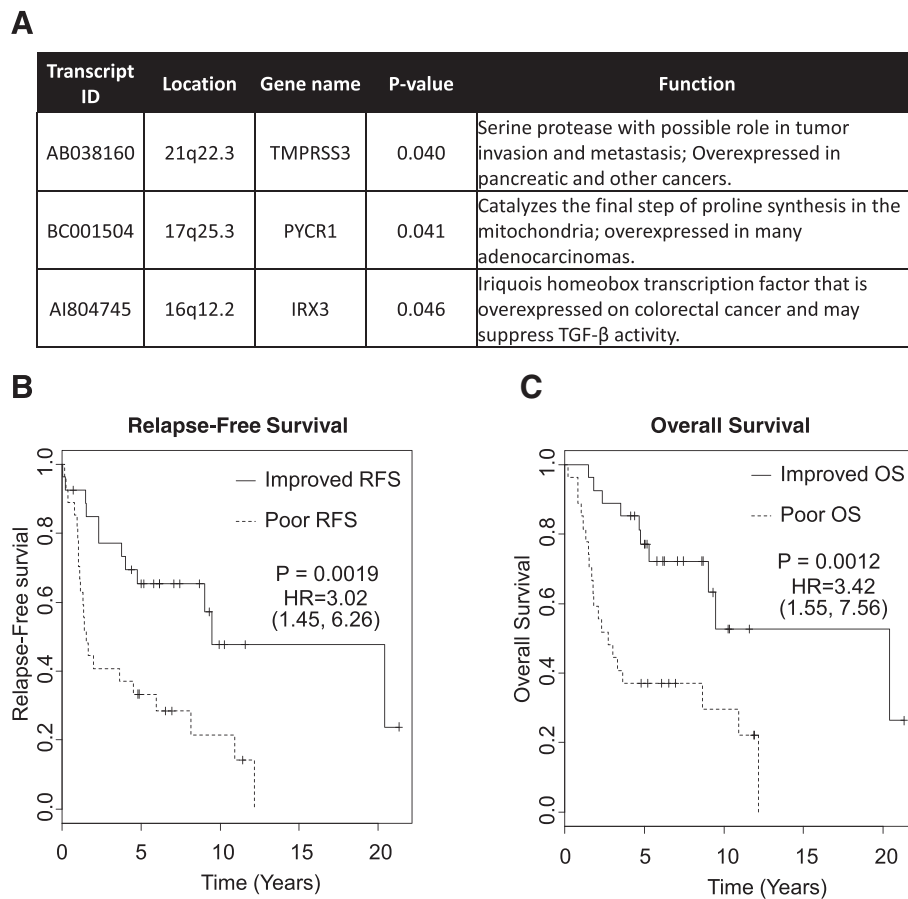 A
Transcript ID Location Gene name P-value Function
AB038160 21q22.3 TMPRSS3 0.040 Serine protease with possible role in tumor
invasion and metastasis; Overexpressed in
pancreatic and other cancers.
BC001504 17q25.3 PYCR1 0.041 Catalyzes the final step of proline synthesis in the
mitochondria; overexpressed in many
adenocarcinomas.
AI804745 16q12.2 IRX3 0.046 Iriquois homeobox transcription factor that is
overexpressed on colorectal cancer and may
suppress TGF-β activity.
B
Relapse-Free Survival
Improved RFS
Poor RFS
P = 0.0019
HR=3.02
(1.45, 6.26)
Relapse-Free survial
1.0
0.8
0.6
0.4
0.2
0.0
0 5 10 15 20
Time (Years)
C
Overall Survival
Improved OS
Poor OS
P = 0.0012
HR=3.42
(1.55, 7.56)
Overall Survival
1.0
0.8
0.6
0.4
0.2
0.0
0 5 10 15 20
Time (Years)